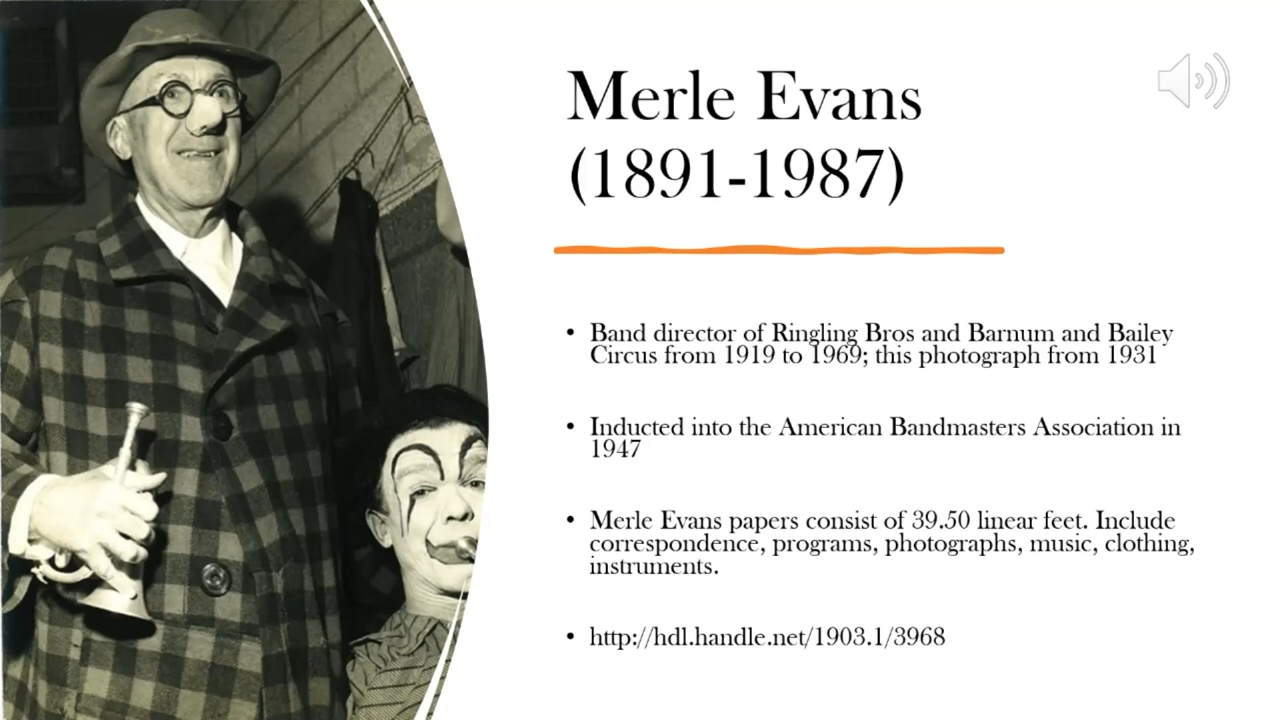 Merle Evans
(1891-1987)
• Band director of Ringling Bros and Barnum and Bailey
Circus from 1919 to 1969; this photograph from 1931
• Inducted into the American Bandmasters Association in
1947
• Merle Evans papers consist of 39.50 linear feet. Include
correspondence, programs, photographs, music, clothing,
instruments.
• http://hdl.handle.net/1903.1/3968